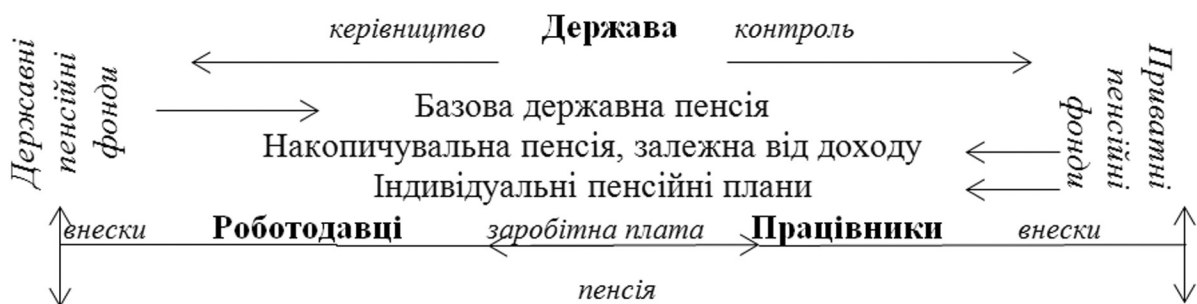 керівництво Держава контроль
Державні
пенсійні
фонди
Приватні
пенсійні
фонди
Базова державна пенсія
Накопичувальна пенсія, залежна від доходу
Індивідуальні пенсійні плани
внески Роботодавці заробітна плата Працівники внески
пенсія